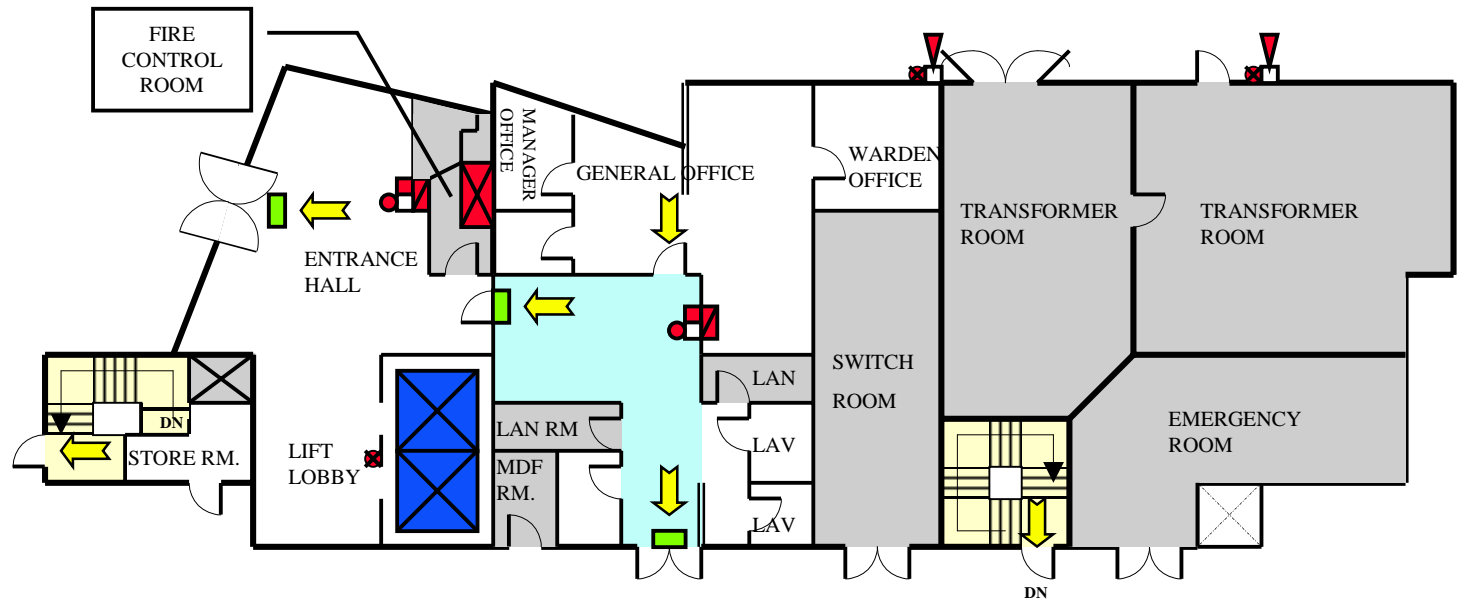 FIRE
CONTROL
ROOM
MANAGER
OFFICE
GENERAL OFFICE
WARDEN
OFFICE
TRANSFORMER
ROOM
TRANSFORMER
ROOM
ENTRANCE
HALL
SWITCH
ROOM
LAN
DN
LAN RM
LAV
EMERGENCY
ROOM
STORE RM.
LIFT
LOBBY
MDF
RM.
LAV
DN